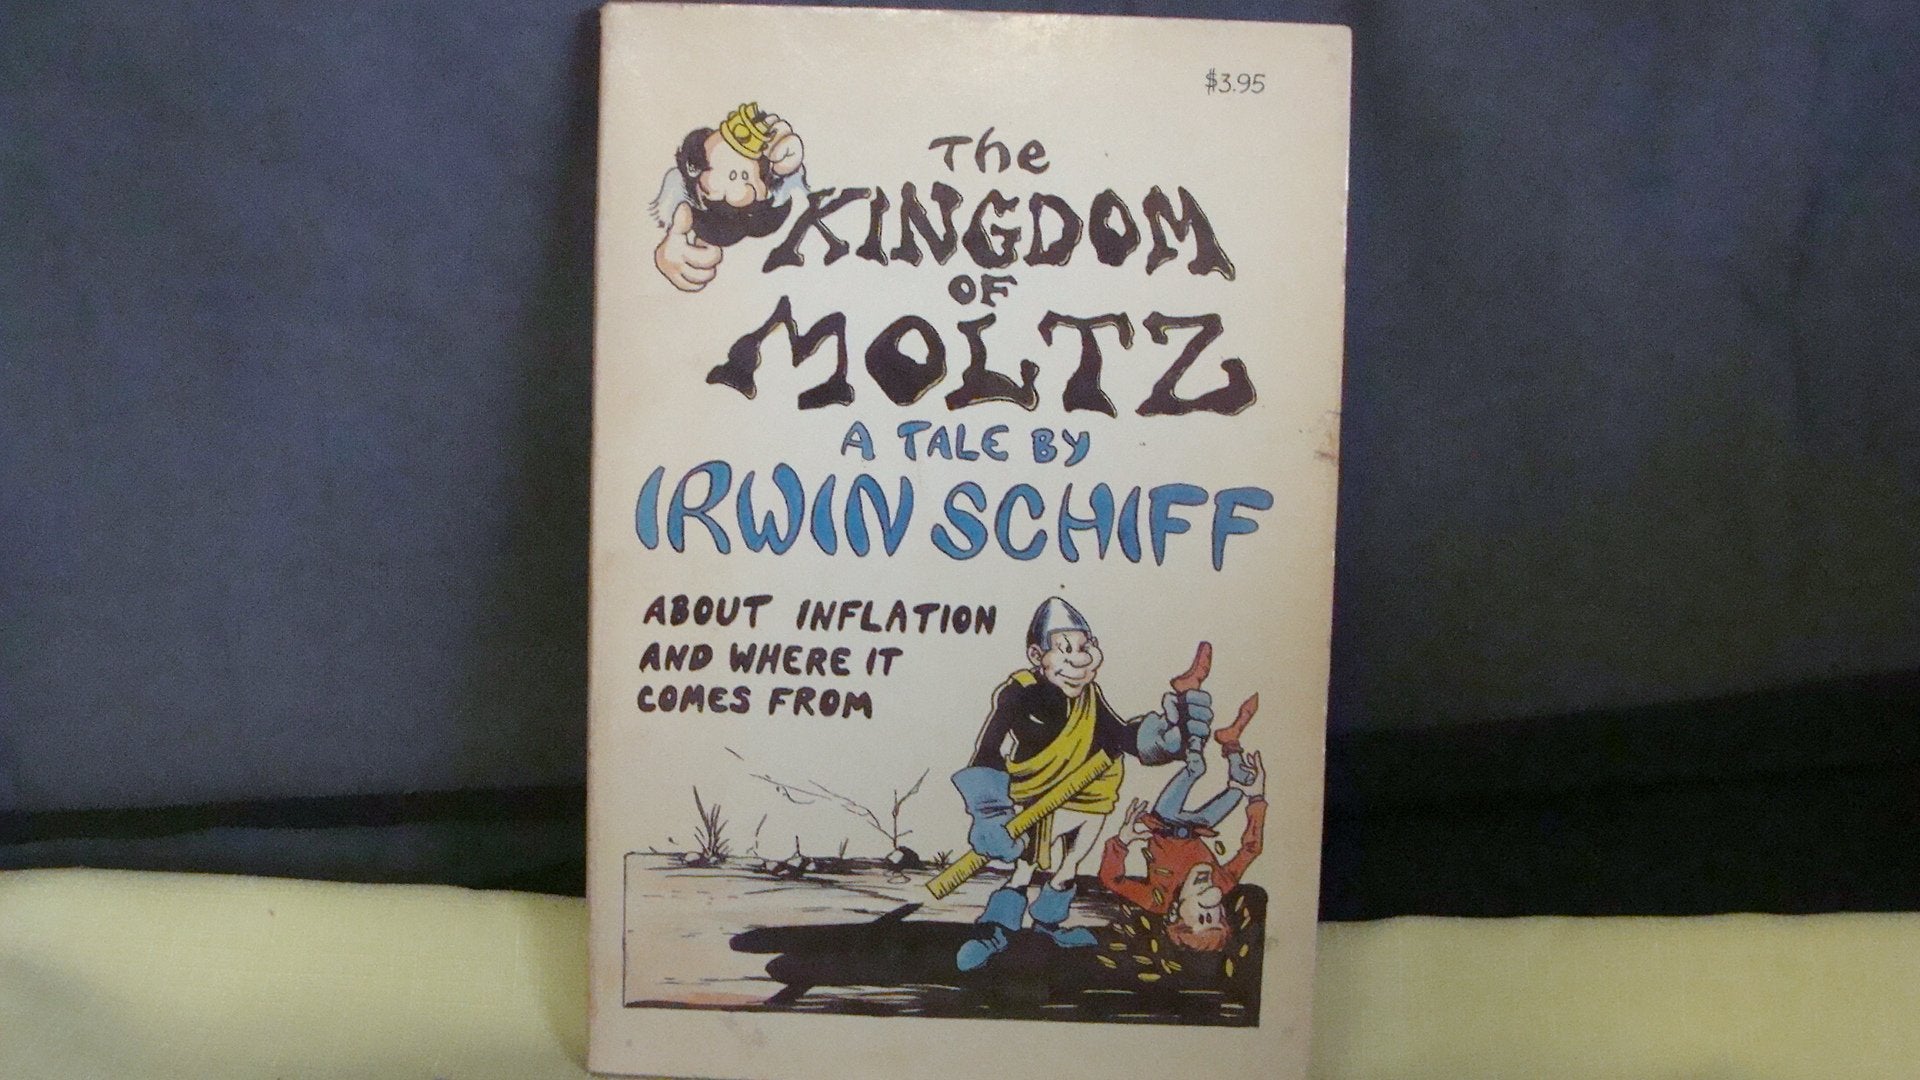 $3.95
The
KINGDOM
OF
MOLTZ
A TALE BY
IRWIN SCHIFF
ABOUT INFLATION
AND WHERE IT
COMES FROM